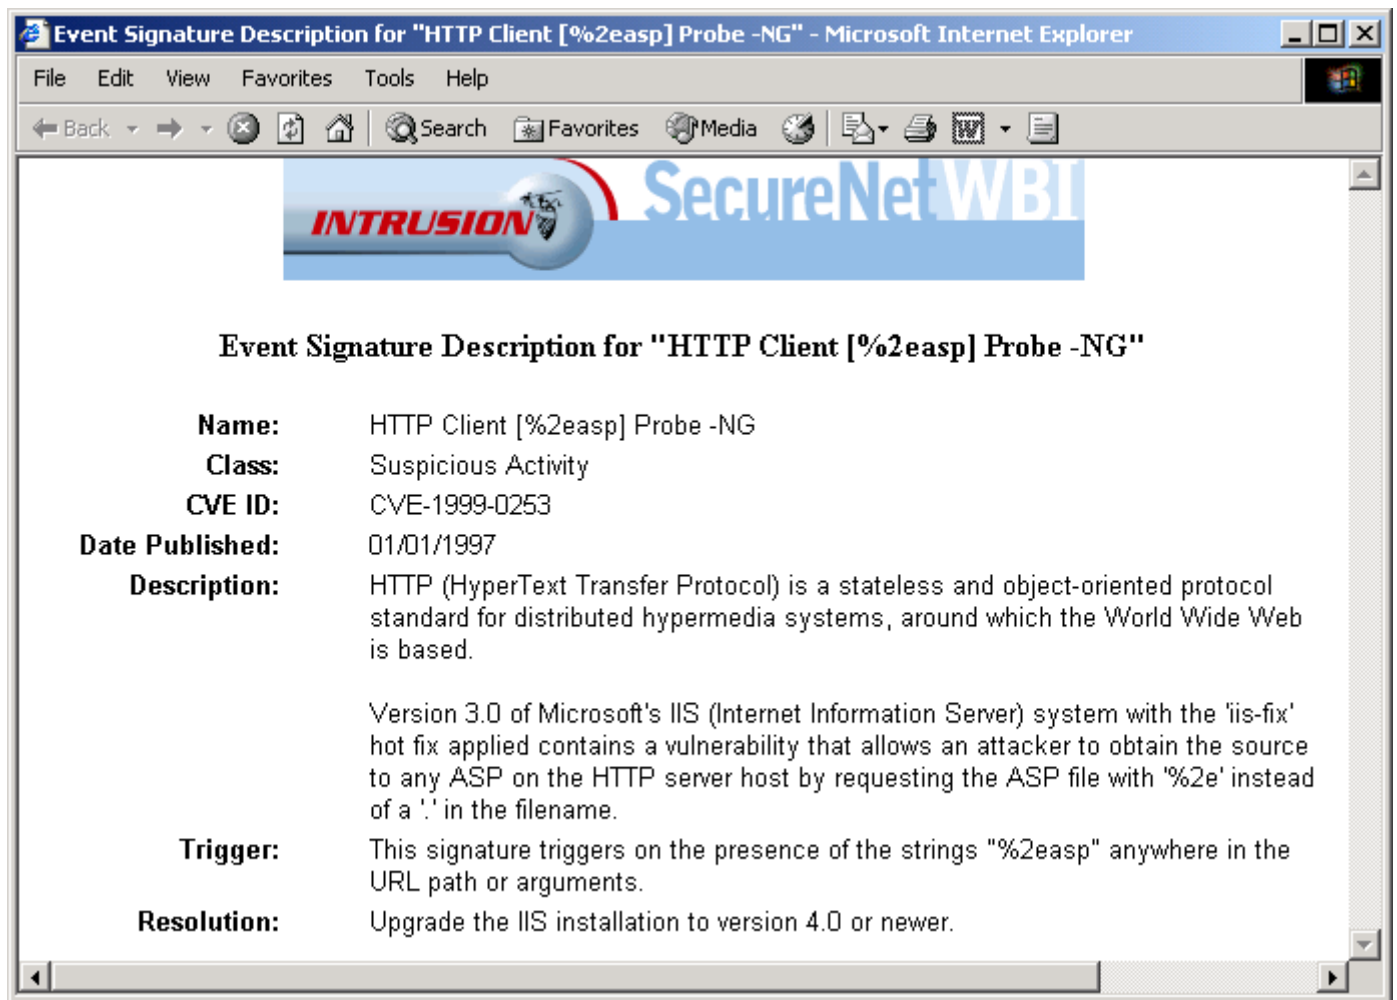 Event Signature Description for "HTTP Client [%2easp] Probe -NG" - Microsoft Internet Explorer
File Edit View Favorites Tools Help
Back Search Favorites Media
INTRUSION SecureNet WBI
Event Signature Description for "HTTP Client [%2easp] Probe -NG"
Name: HTTP Client [%2easp] Probe -NG
Class: Suspicious Activity
CVE ID: CVE-1999-0253
Date Published: 01/01/1997
Description: HTTP (HyperText Transfer Protocol) is a stateless and object-oriented protocol
standard for distributed hypermedia systems, around which the World Wide Web
is based.
Version 3.0 of Microsoft's IIS (Internet Information Server) system with the 'iis-fix'
hot fix applied contains a vulnerability that allows an attacker to obtain the source
to any ASP on the HTTP server host by requesting the ASP file with '%2e' instead
of a '.' in the filename.
Trigger: This signature triggers on the presence of the strings "%2easp" anywhere in the
URL path or arguments.
Resolution: Upgrade the IIS installation to version 4.0 or newer.